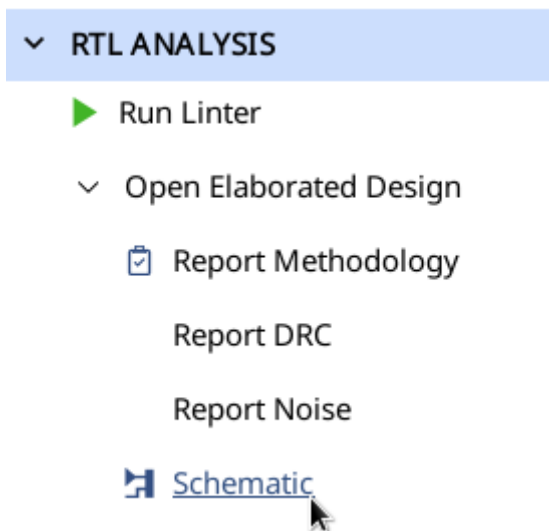 RTL ANALYSIS
Run Linter
Open Elaborated Design
Report Methodology
Report DRC
Report Noise
Schematic